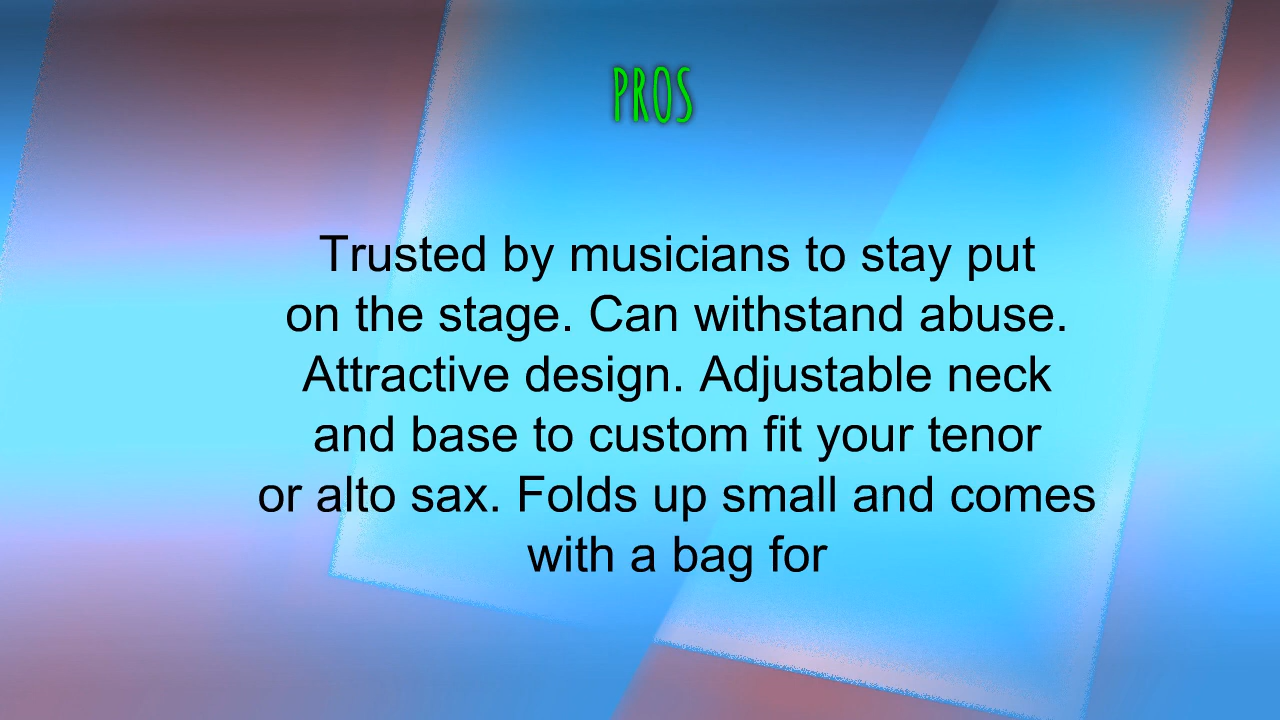 PROS
Trusted by musicians to stay put
on the stage. Can withstand abuse.
Attractive design. Adjustable neck
and base to custom fit your tenor
or alto sax. Folds up small and comes
with a bag for